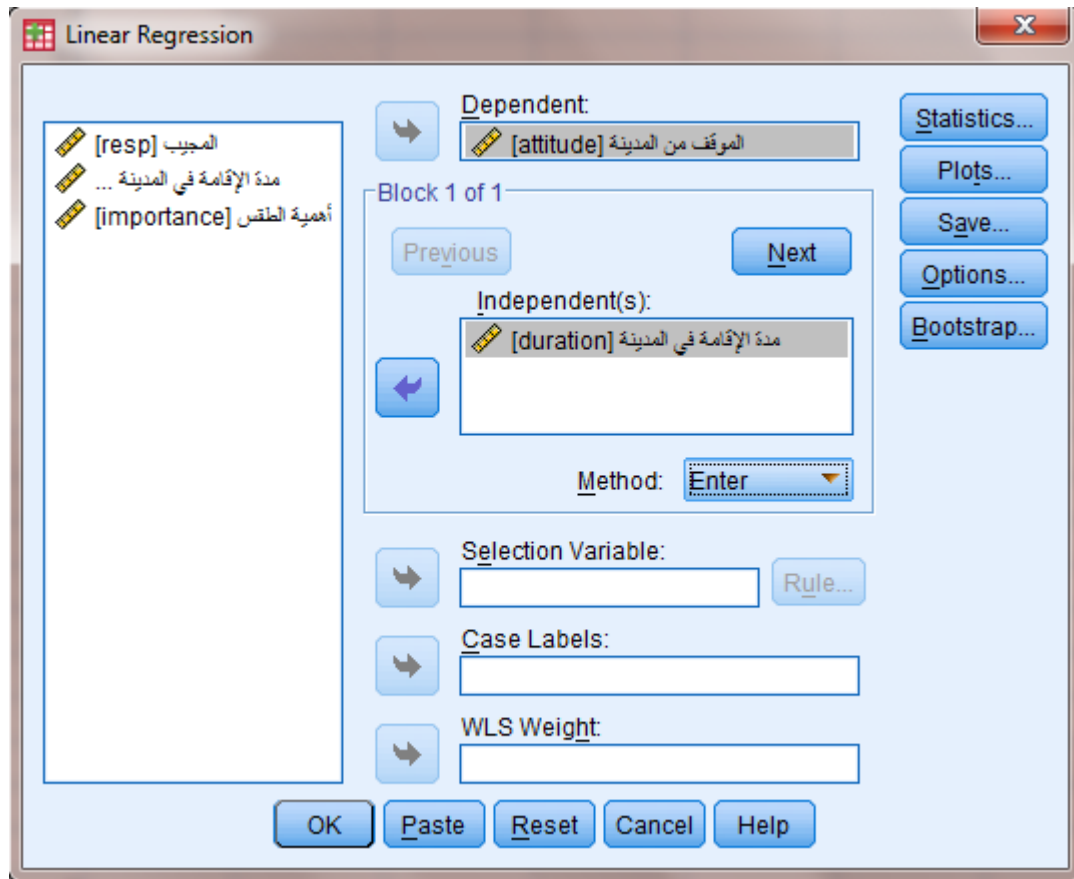 Linear Regression
المجيب [resp]
مدة الإقامة في المدينة ...
أهمية الطقس [importance]
Dependent:
الموقف من المدينة [attitude]
Block 1 of 1
Previous
Next
Independent(s):
مدة الإقامة في المدينة [duration]
Method:
Enter
Selection Variable:
Rule...
Case Labels:
WLS Weight:
Statistics...
Plots...
Save...
Options...
Bootstrap...
OK
Paste
Reset
Cancel
Help